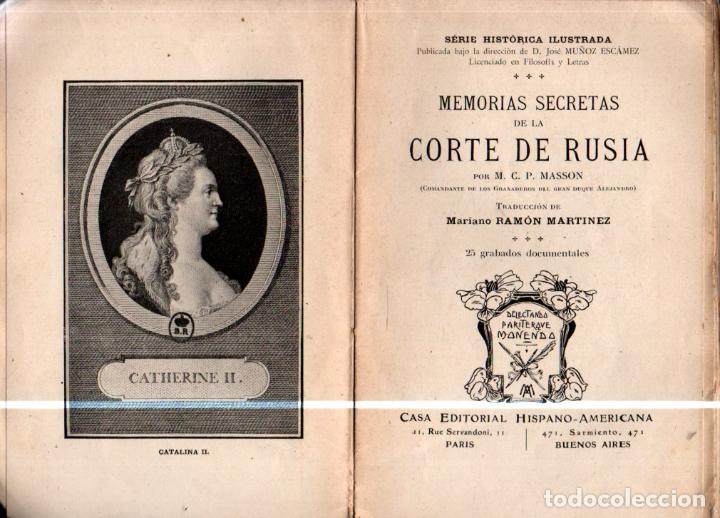 B.R
CATHERINE II.
CATALINA II.
SÉRIE HISTÓRICA ILUSTRADA
Publicada bajo la dirección de D. José MUÑOZ ESCÁMEZ
Licenciado en Filosofía y Letras
MEMORIAS SECRETAS
DE LA
CORTE DE RUSIA
POR M. C. P. MASSON
(COMANDANTE DE LOS GRANADEROS DEL GRAN DUQUE ALEJANDRO)
TRADUCCIÓN DE
Mariano RAMÓN MARTINEZ
25 grabados documentales
DELECTANDO
PARITERQUE
MONENDO
CASA EDITORIAL HISPANO-AMERICANA
11, Rue Servandoni, 11
PARIS
471, Sarmiento, 471
BUENOS AIRES
todocoleccion